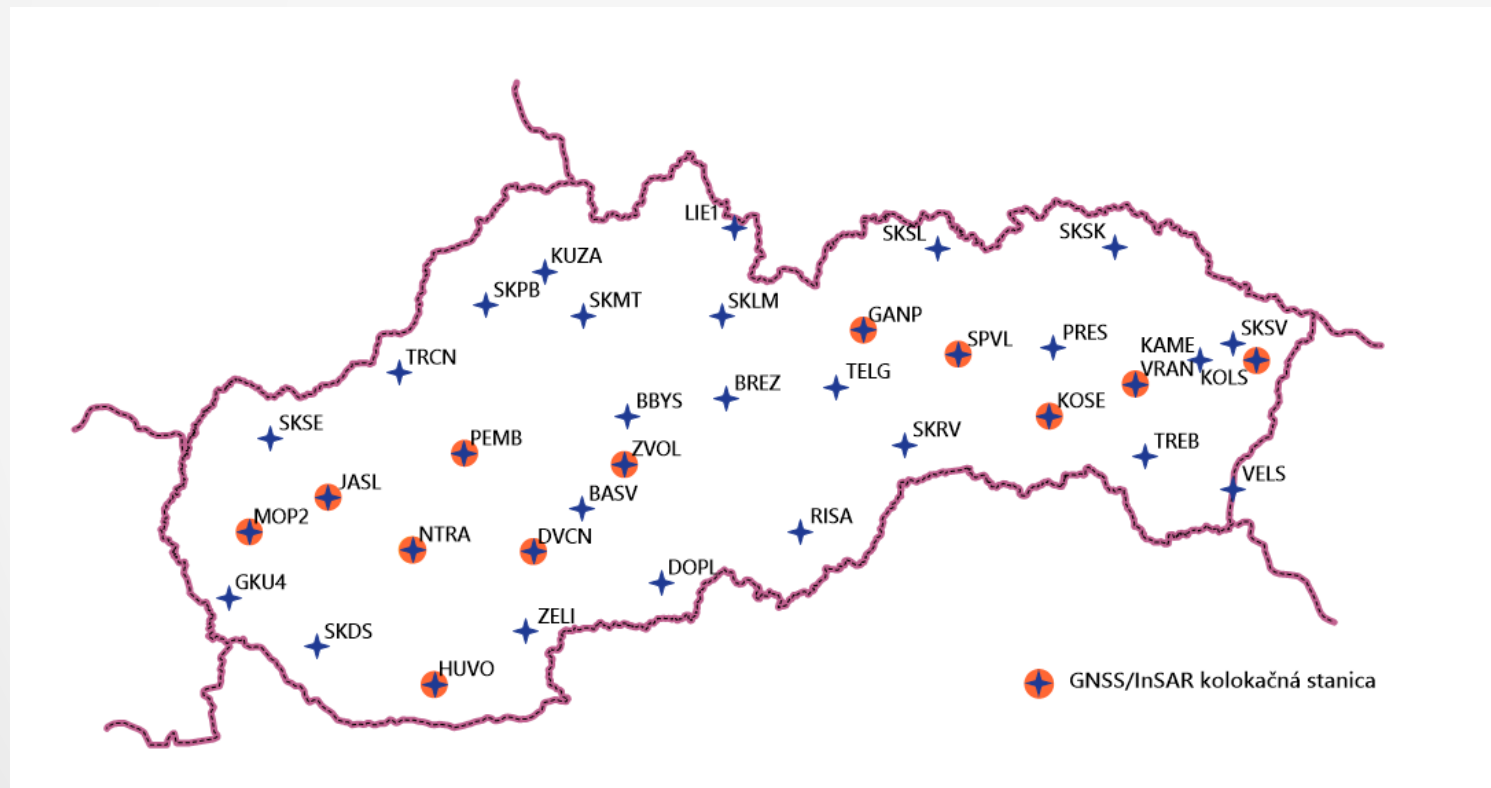 LIE1
SKSL
SKSK
KUZA
SKPB
SKMT
SKLM
GANP
SPVL
PRES
KAME
SKSV
VRAN
KOLS
TRCN
TELG
BREZ
BBYS
KOSE
SKSE
PEMB
ZVOL
SKRV
TREB
VELS
JASL
BASV
MOP2
NTRA
DVCN
RISA
GKU4
DOPL
SKDS
ZELI
HUVO
GNSS/InSAR kolokačná stanica